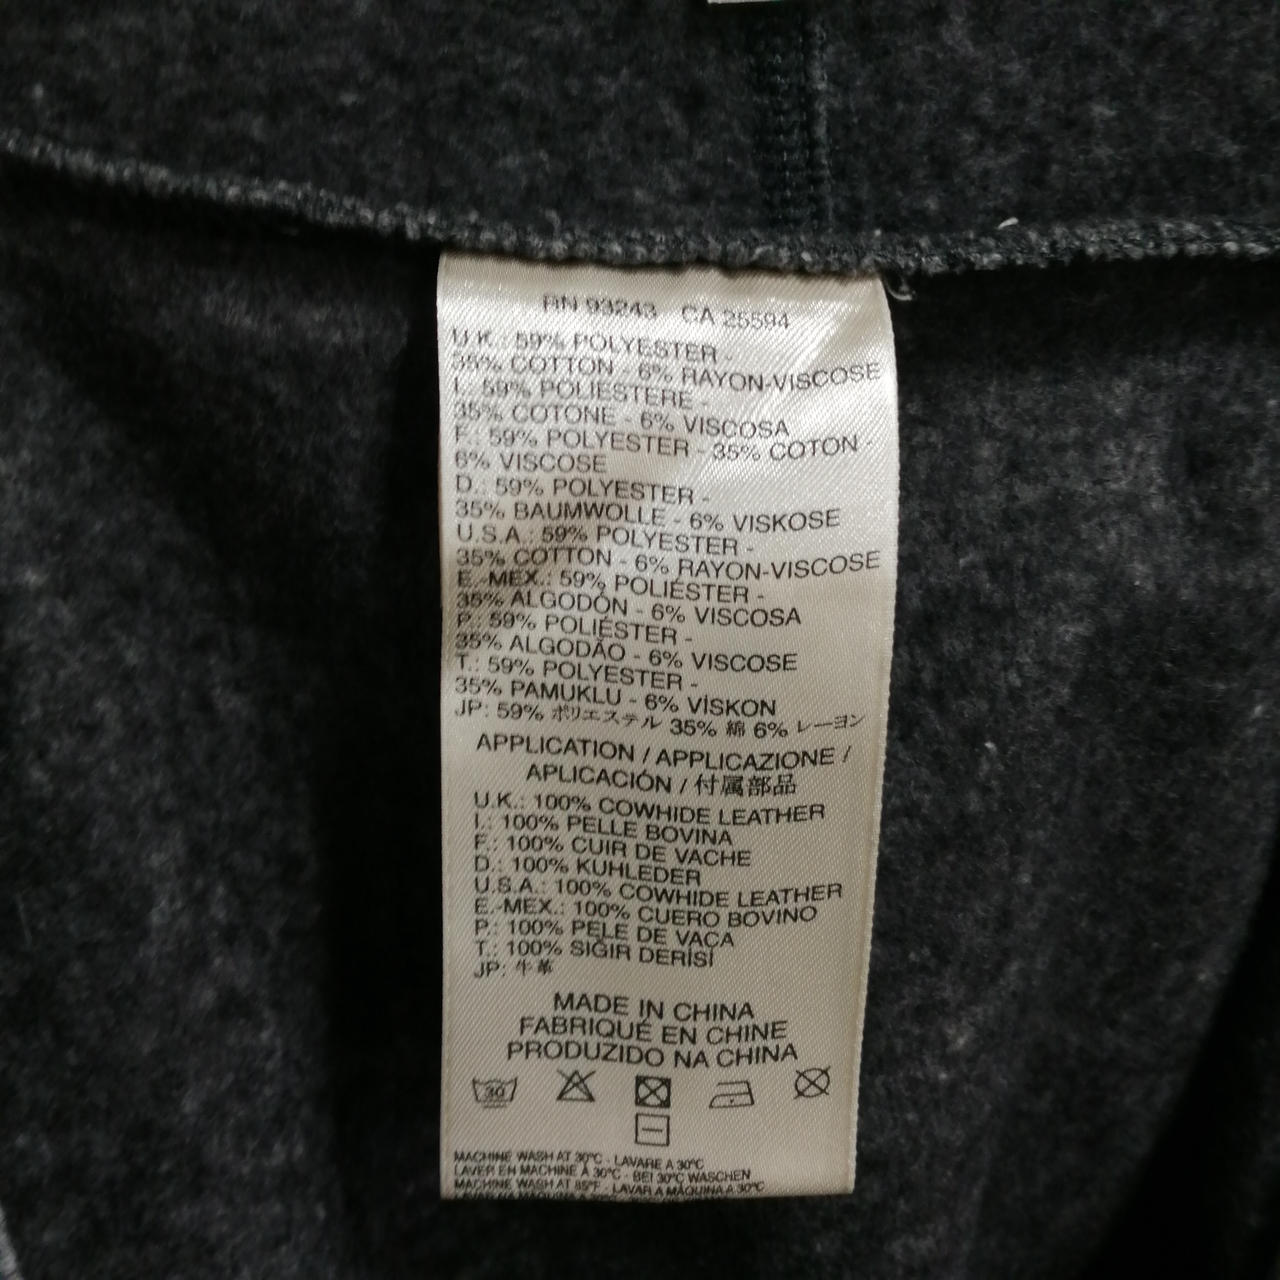 RN 93243 CA 25594
U.K.: 59% POLYESTER -
35% COTTON - 6% RAYON-VISCOSE
I.: 59% POLIESTERE -
35% COTONE - 6% VISCOSA
F.: 59% POLYESTER - 35% COTON -
6% VISCOSE
D.: 59% POLYESTER -
35% BAUMWOLLE - 6% VISKOSE
U.S.A.: 59% POLYESTER -
35% COTTON - 6% RAYON-VISCOSE
E.-MEX.: 59% POLIÉSTER -
35% ALGODÓN - 6% VISCOSA
P.: 59% POLIÉSTER -
35% ALGODÃO - 6% VISCOSE
T.: 59% POLYESTER -
35% PAMUKLU - 6% VİSKON
JP: 59% ポリエステル 35% 綿 6% レーヨン
APPLICATION / APPLICAZIONE /
APLICACIÓN / 付属部品
U.K.: 100% COWHIDE LEATHER
I.: 100% PELLE BOVINA
F.: 100% CUIR DE VACHE
D.: 100% KUHLEDER
U.S.A.: 100% COWHIDE LEATHER
E.-MEX.: 100% CUERO BOVINO
P.: 100% PELE DE VACA
T.: 100% SIĞIR DERİSİ
JP: 牛革
MADE IN CHINA
FABRIQUÉ EN CHINE
PRODUZIDO NA CHINA
30
MACHINE WASH AT 30°C - LAVARE A 30°C
LAVER EN MACHINE À 30°C - BEI 30°C WASCHEN
MACHINE WASH AT 85°F - LAVAR A MÁQUINA A 30°C